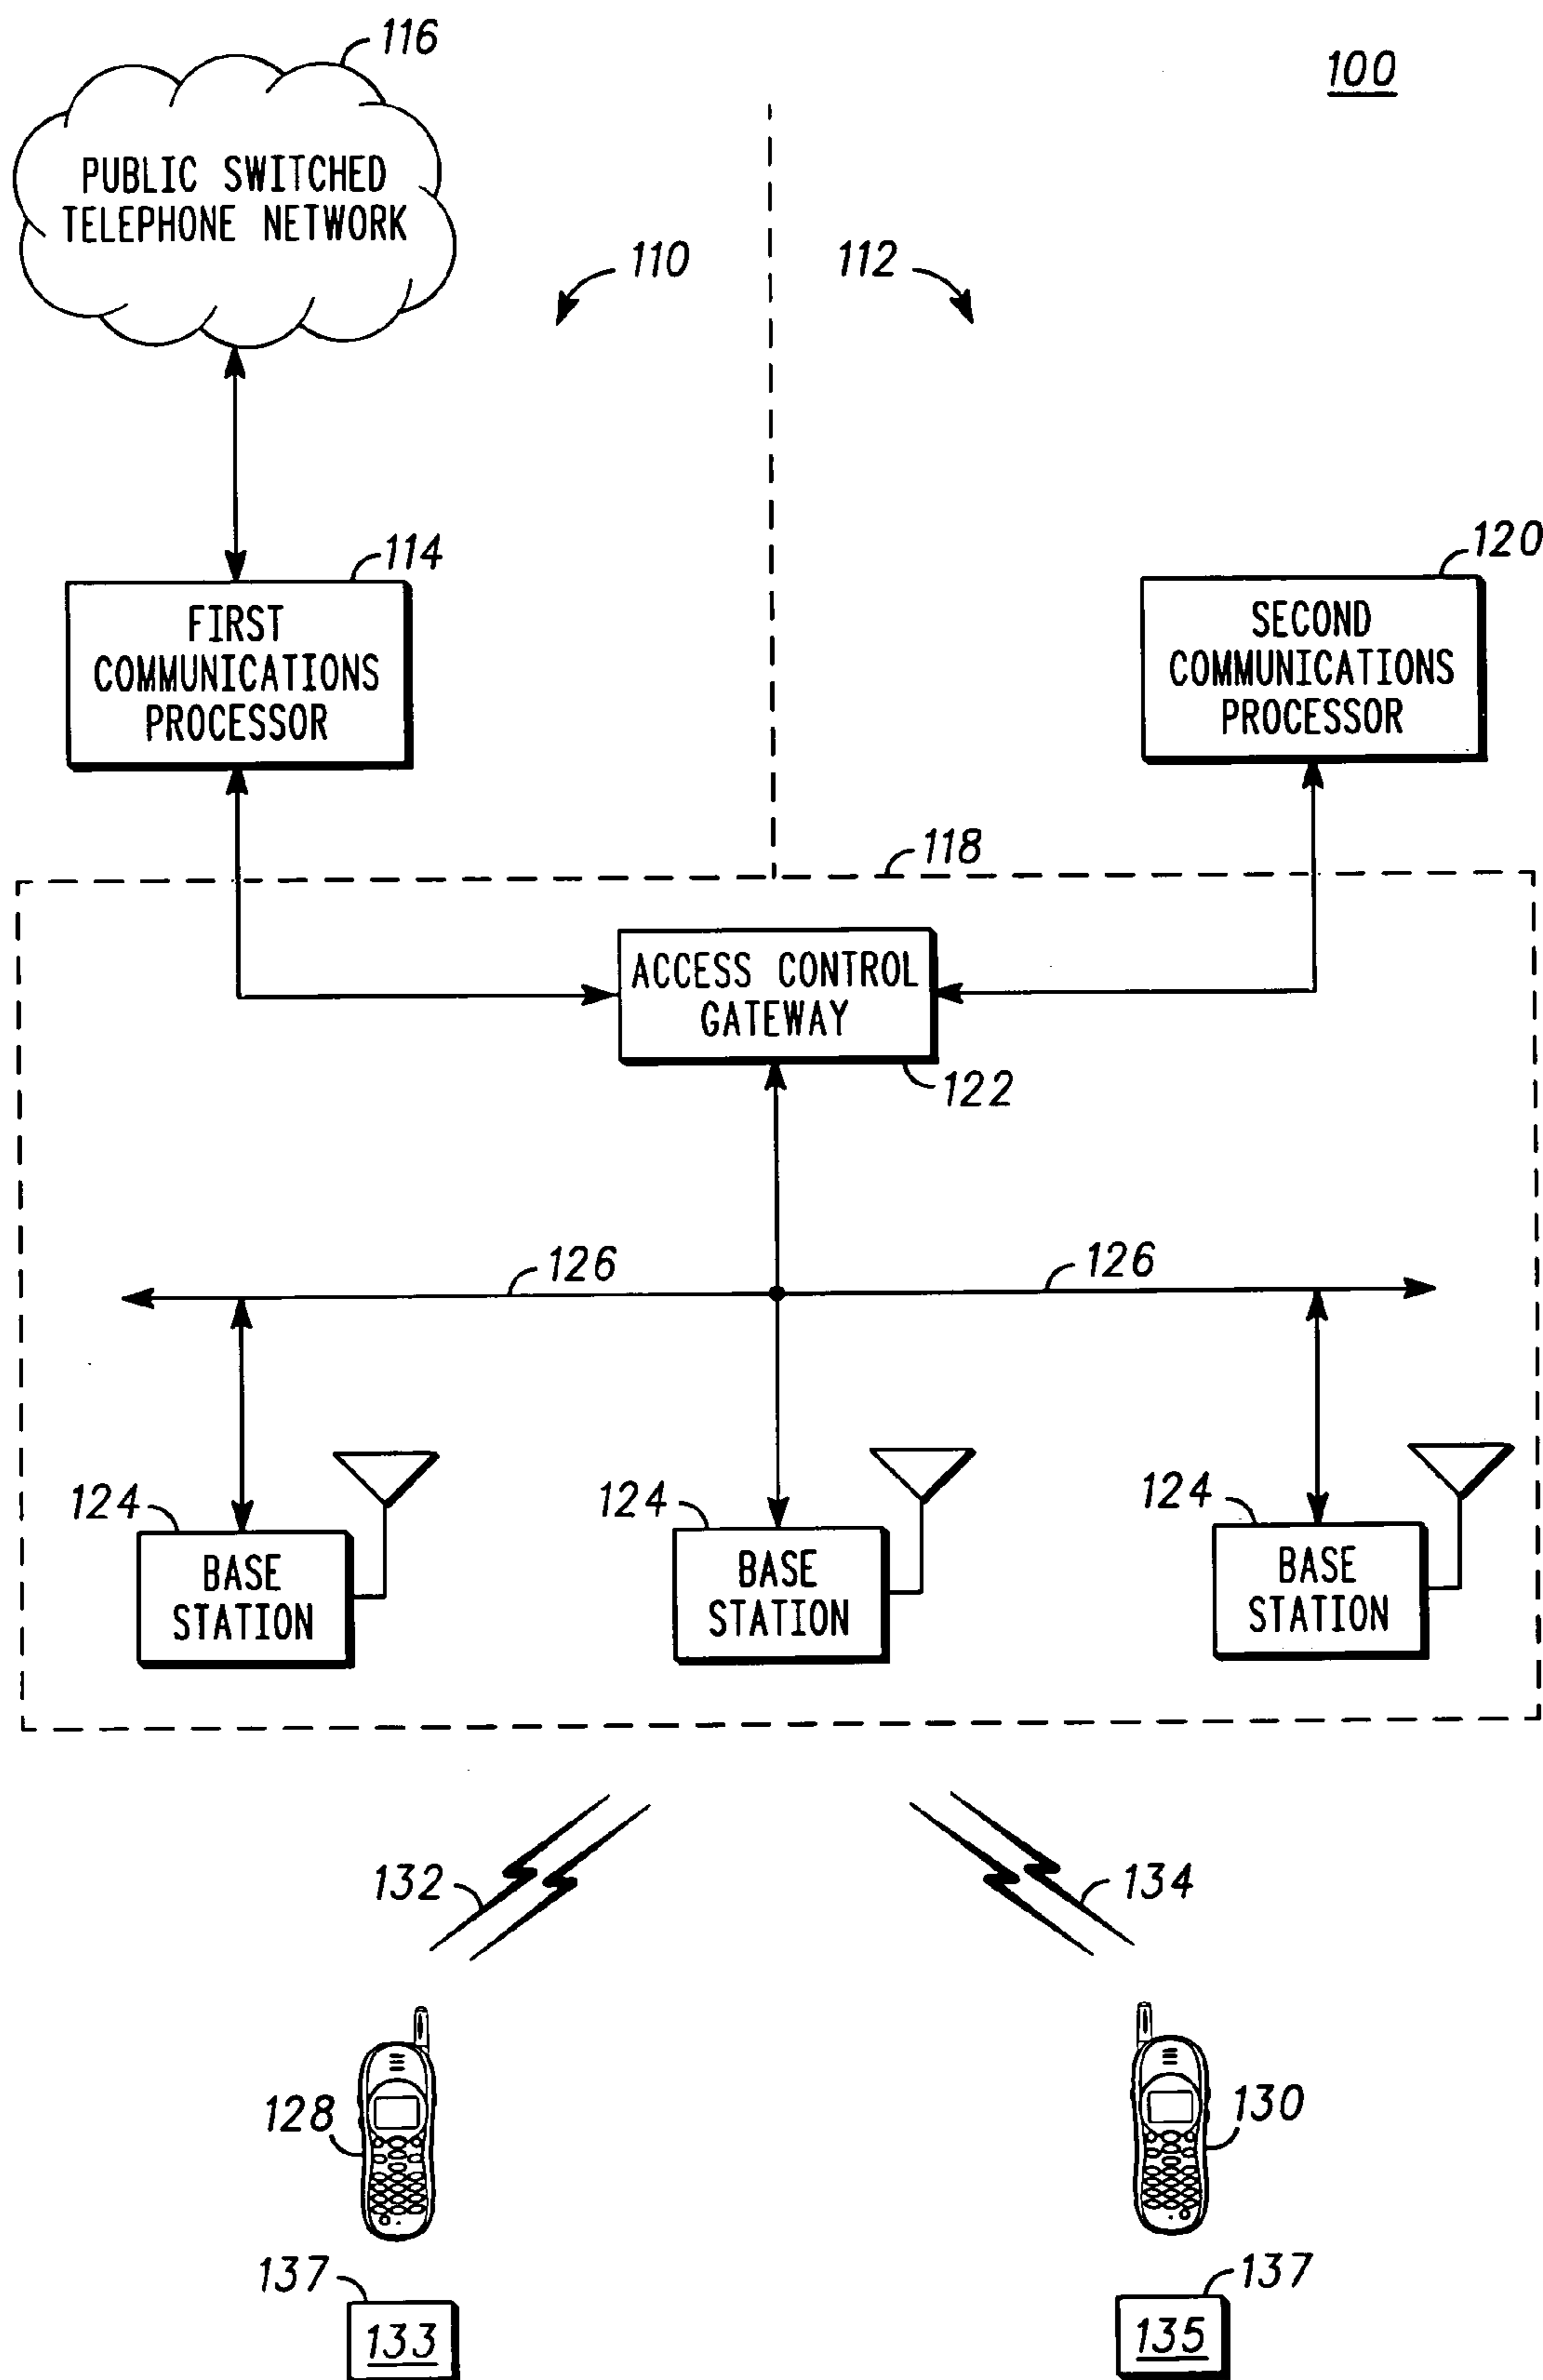 116
100
PUBLIC SWITCHED
TELEPHONE NETWORK
110
112
114
120
FIRST
COMMUNICATIONS
PROCESSOR
SECOND
COMMUNICATIONS
PROCESSOR
118
ACCESS CONTROL
GATEWAY
122
126
126
124
124
124
BASE
STATION
BASE
STATION
BASE
STATION
132
134
128
130
137
137
133
135